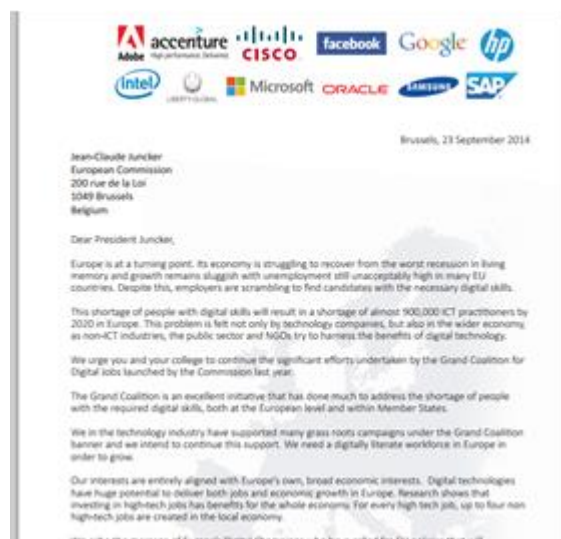 Adobe accenture CISCO facebook Google hp
High performance. Delivered.
intel LIBERTY GLOBAL Microsoft ORACLE SAMSUNG SAP
Brussels, 23 September 2014
Jean-Claude Juncker
European Commission
200 rue de la Loi
1049 Brussels
Belgium
Dear President Juncker,
Europe is at a turning point. Its economy is struggling to recover from the worst recession in living
memory and growth remains sluggish with unemployment still unacceptably high in many EU
countries. Despite this, employers are scrambling to find candidates with the necessary digital skills.
This shortage of people with digital skills will result in a shortage of almost 900,000 ICT practitioners by
2020 in Europe. This problem is felt not only by technology companies, but also in the wider economy,
as non-ICT industries, the public sector and NGOs try to harness the benefits of digital technology.
We urge you and your college to continue the significant efforts undertaken by the Grand Coalition for
Digital Jobs launched by the Commission last year.
The Grand Coalition is an excellent initiative that has done much to address the shortage of people
with the required digital skills, both at the European level and within Member States.
We in the technology industry have supported many grass roots campaigns under the Grand Coalition
banner and we intend to continue this support. We need a digitally literate workforce in Europe in
order to grow.
Our interests are entirely aligned with Europe's own, broad economic interests. Digital technologies
have huge potential to deliver both jobs and economic growth in Europe. Research shows that
investing in high-tech jobs has benefits for the whole economy. For every high tech job, up to four non
high-tech jobs are created in the local economy.